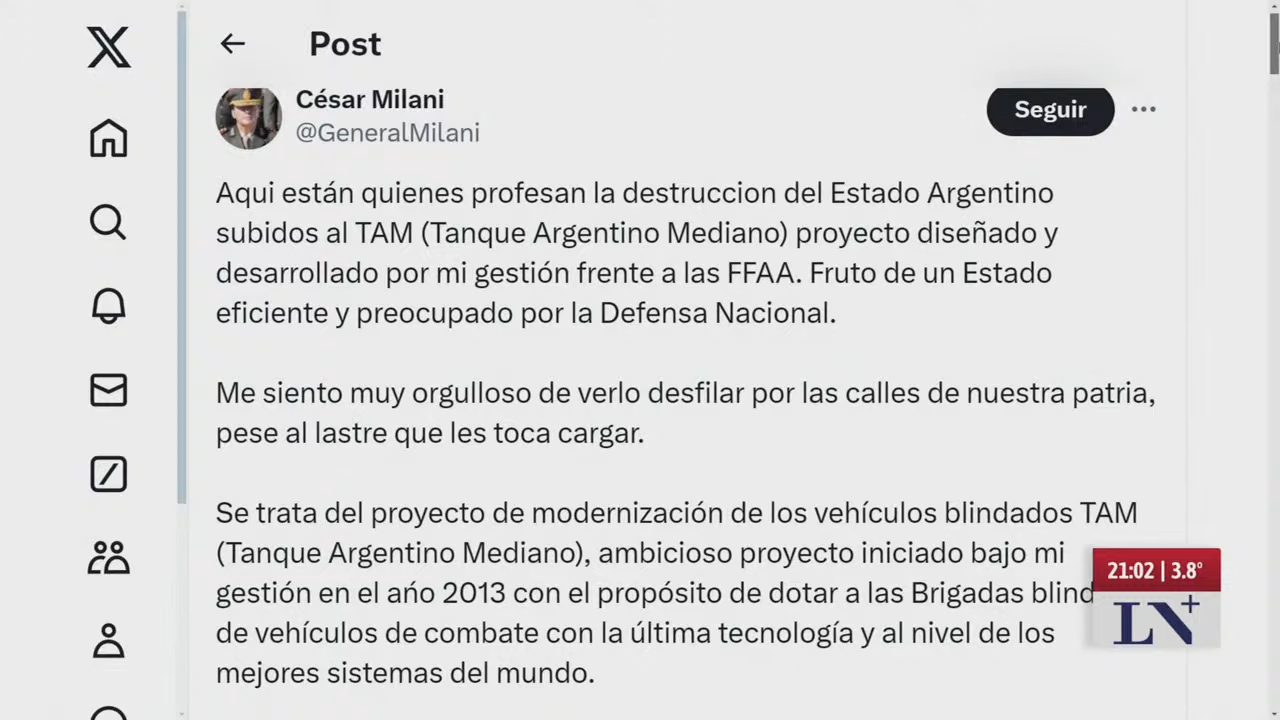 Post
César Milani
@GeneralMilani
Seguir
Aqui están quienes profesan la destruccion del Estado Argentino
subidos al TAM (Tanque Argentino Mediano) proyecto diseñado y
desarrollado por mi gestión frente a las FFAA. Fruto de un Estado
eficiente y preocupado por la Defensa Nacional.
Me siento muy orgulloso de verlo desfilar por las calles de nuestra patria,
pese al lastre que les toca cargar.
Se trata del proyecto de modernización de los vehículos blindados TAM
(Tanque Argentino Mediano), ambicioso proyecto iniciado bajo mi
gestión en el año 2013 con el propósito de dotar a las Brigadas blind
de vehículos de combate con la última tecnología y al nivel de los
mejores sistemas del mundo.
21:02 | 3.8°
LN+